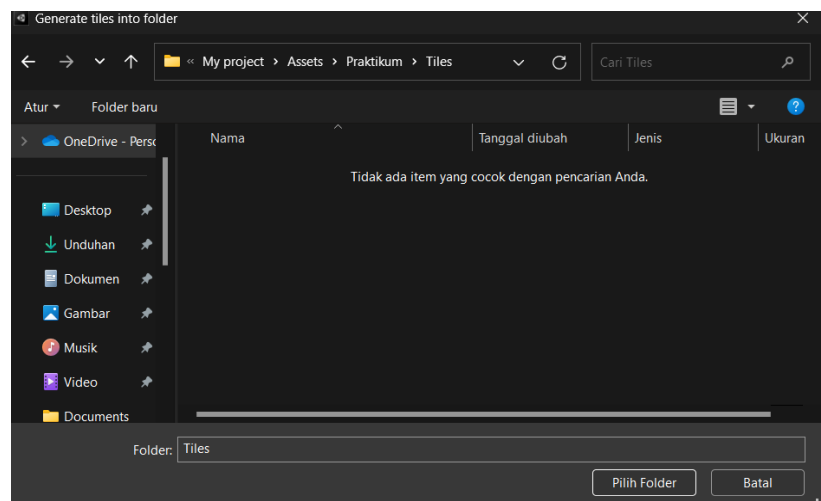 Generate tiles into folder
« My project › Assets › Praktikum › Tiles
Cari Tiles
Atur Folder baru
OneDrive - Perso
Nama Tanggal diubah Jenis Ukuran
Tidak ada item yang cocok dengan pencarian Anda.
Desktop
Unduhan
Dokumen
Gambar
Musik
Video
Documents
Folder: Tiles
Pilih Folder Batal